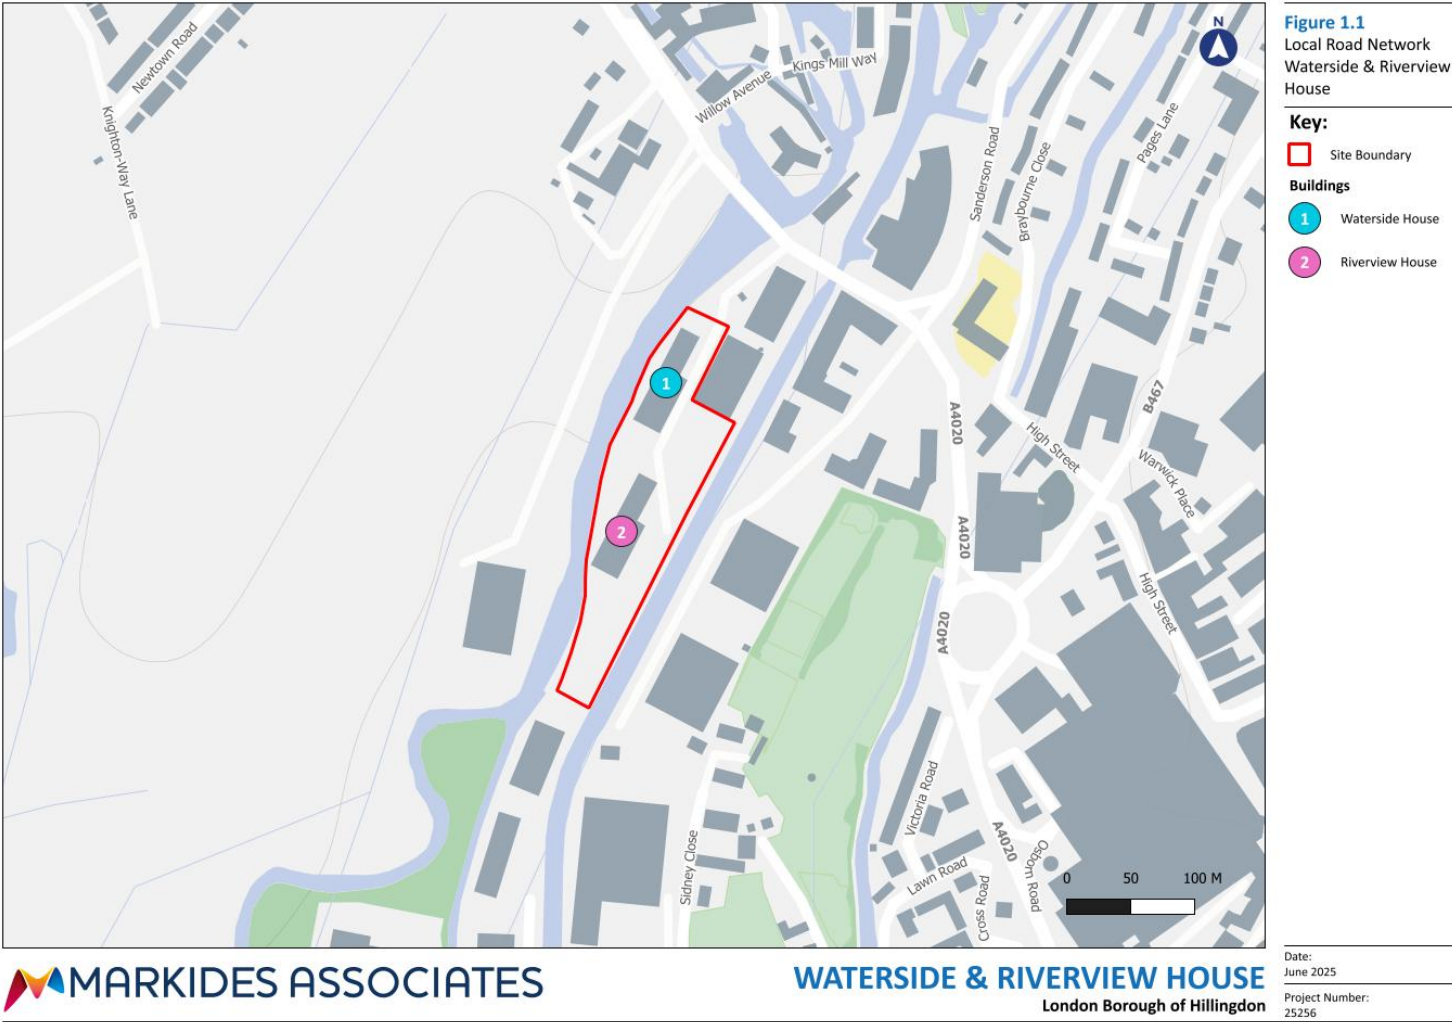 Newtown Road
Knighton-Way Lane
Willow Avenue
Kings Mill Way
Sanderson Road
Braybourne Close
Pages Lane
N
1
2
A4020
High Street
B467
Warwick Place
A4020
High Street
A4020
Victoria Road
A4020
Osborn Road
Lawn Road
Cross Road
Sidney Close
0 50 100 M
Figure 1.1
Local Road Network
Waterside & Riverview
House
Key:
Site Boundary
Buildings
1 Waterside House
2 Riverview House
MARKIDES ASSOCIATES
WATERSIDE & RIVERVIEW HOUSE
London Borough of Hillingdon
Date:
June 2025
Project Number:
25256